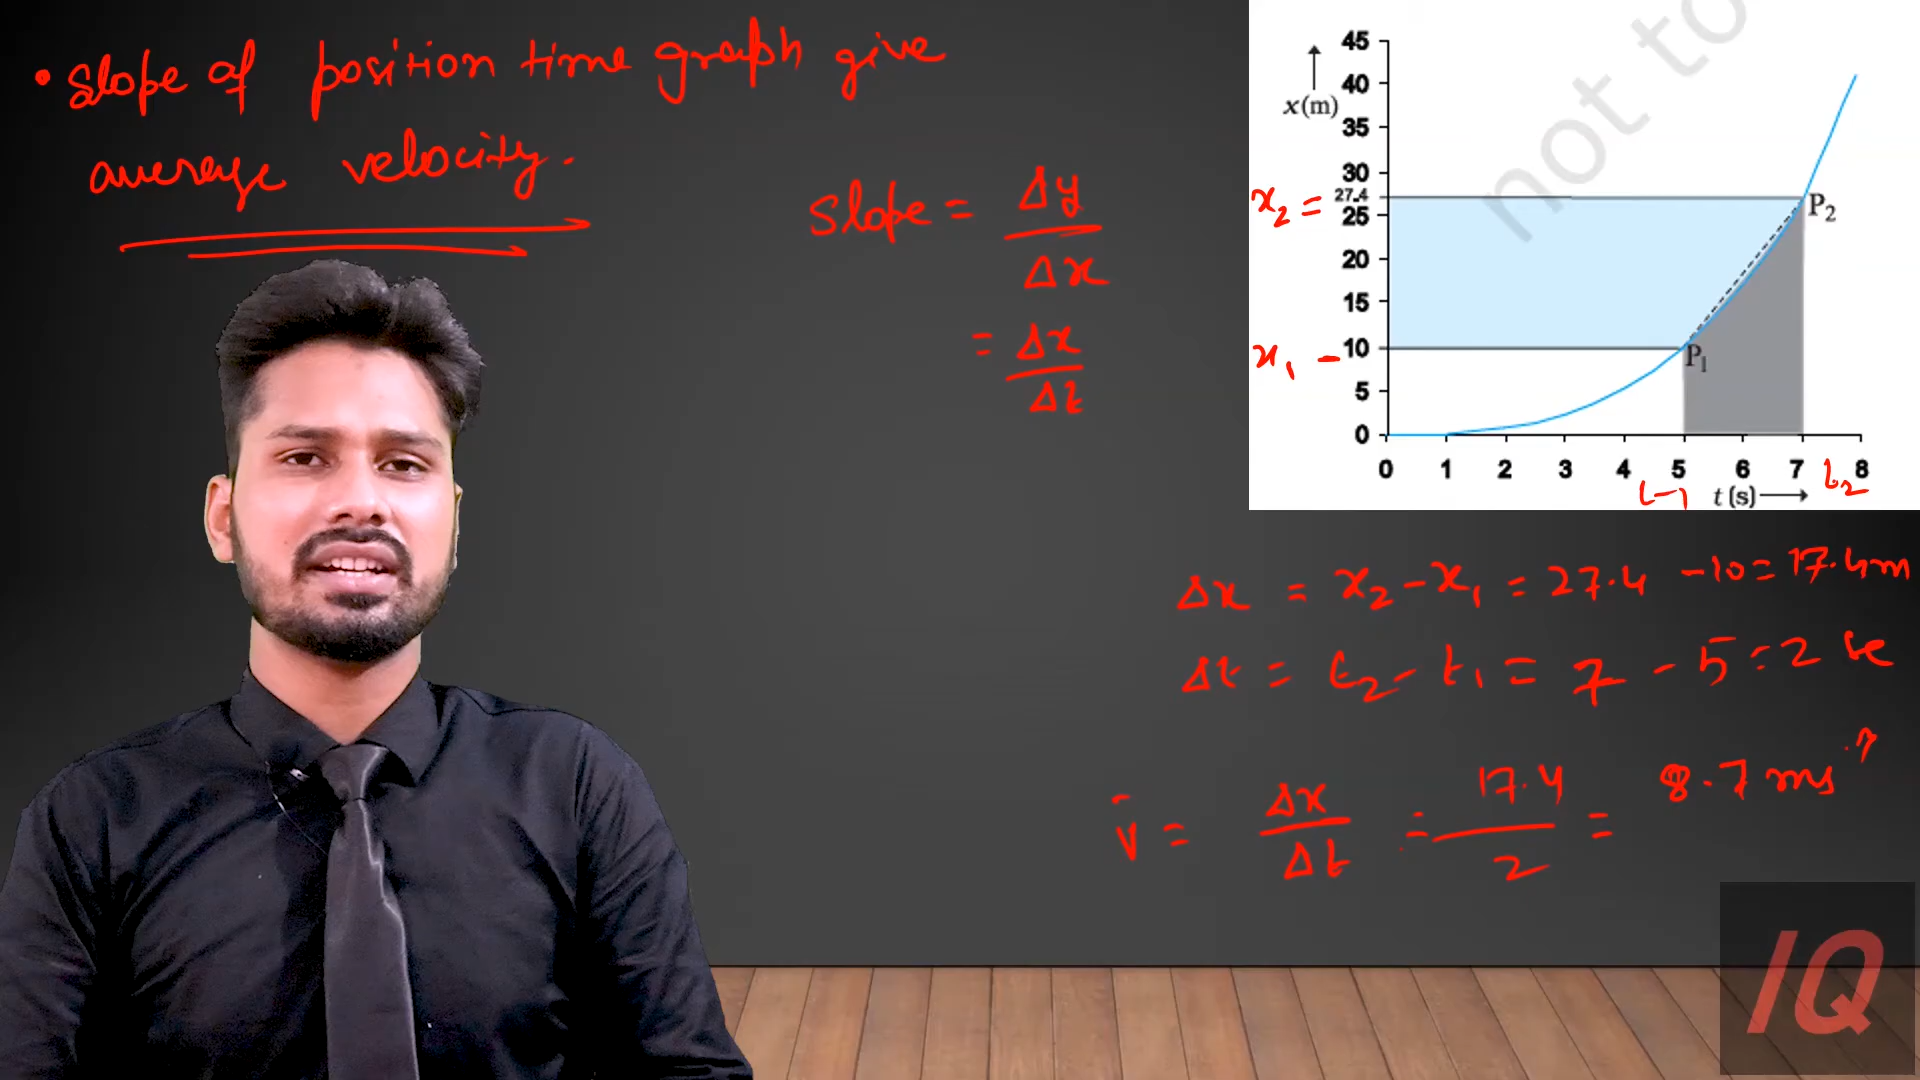 • Slope of position time graph give
average velocity.
Slope = Δy / Δx
= Δx / Δt
not to
45
x(m)
40
35
30
x₂ = 27.4
25
P₂
20
15
x₁ - 10
P₁
5
0
0 1 2 3 4 5 6 7 8
t (s)
t₂
Δx = x₂ - x₁ = 27.4 - 10 = 17.4m
Δt = t₂ - t₁ = 7 - 5 = 2 se
v̄ = Δx / Δt = 17.4 / 2 = 8.7 ms
IQ